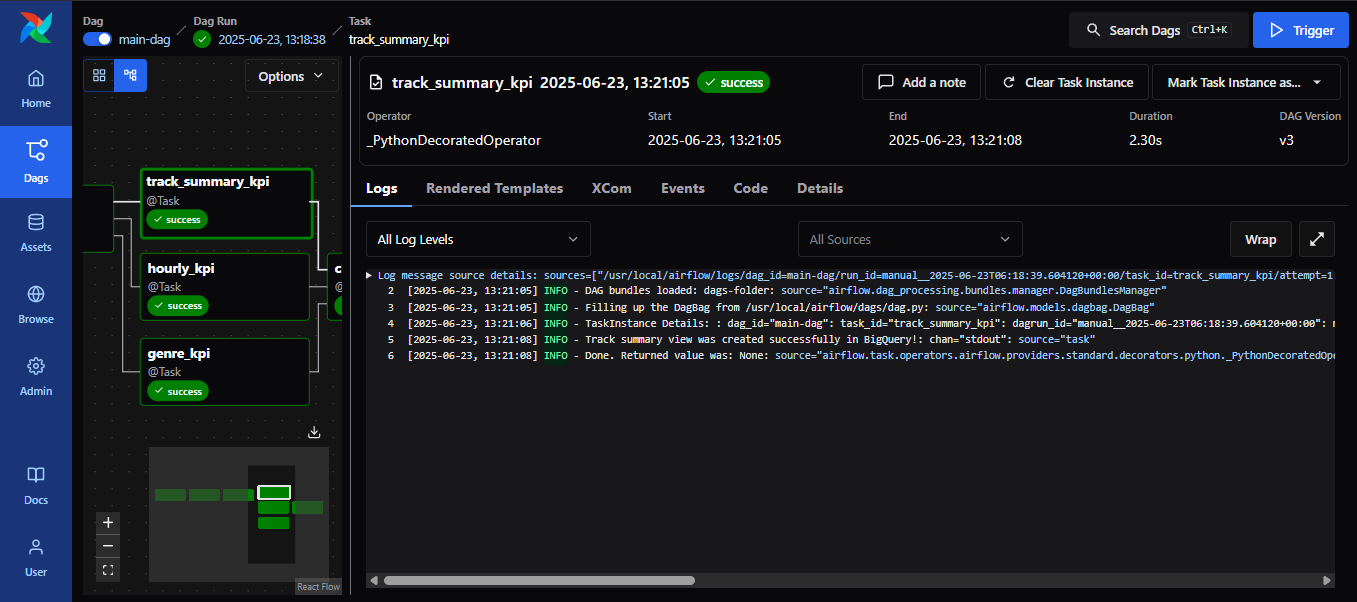 Dag
main-dag
Dag Run
2025-06-23, 13:18:38
Task
track_summary_kpi
Search Dags Ctrl+K
Trigger
Home
Dags
Assets
Browse
Admin
Docs
User
Options
track_summary_kpi
@Task
success
hourly_kpi
@Task
success
genre_kpi
@Task
success
c
@
React Flow
track_summary_kpi 2025-06-23, 13:21:05 success
Add a note
Clear Task Instance
Mark Task Instance as...
Operator Start End Duration DAG Version
_PythonDecoratedOperator 2025-06-23, 13:21:05 2025-06-23, 13:21:08 2.30s v3
Logs Rendered Templates XCom Events Code Details
All Log Levels All Sources Wrap
Log message source details: sources=["/usr/local/airflow/logs/dag_id=main-dag/run_id=manual__2025-06-23T06:18:39.604120+00:00/task_id=track_summary_kpi/attempt=1
2 [2025-06-23, 13:21:05] INFO - DAG bundles loaded: dags-folder: source="airflow.dag_processing.bundles.manager.DagBundlesManager"
3 [2025-06-23, 13:21:05] INFO - Filling up the DagBag from /usr/local/airflow/dags/dag.py: source="airflow.models.dagbag.DagBag"
4 [2025-06-23, 13:21:06] INFO - TaskInstance Details: : dag_id="main-dag": task_id="track_summary_kpi": dagrun_id="manual__2025-06-23T06:18:39.604120+00:00":
5 [2025-06-23, 13:21:08] INFO - Track summary view was created successfully in BigQuery!: chan="stdout": source="task"
6 [2025-06-23, 13:21:08] INFO - Done. Returned value was: None: source="airflow.task.operators.airflow.providers.standard.decorators.python._PythonDecoratedOpe